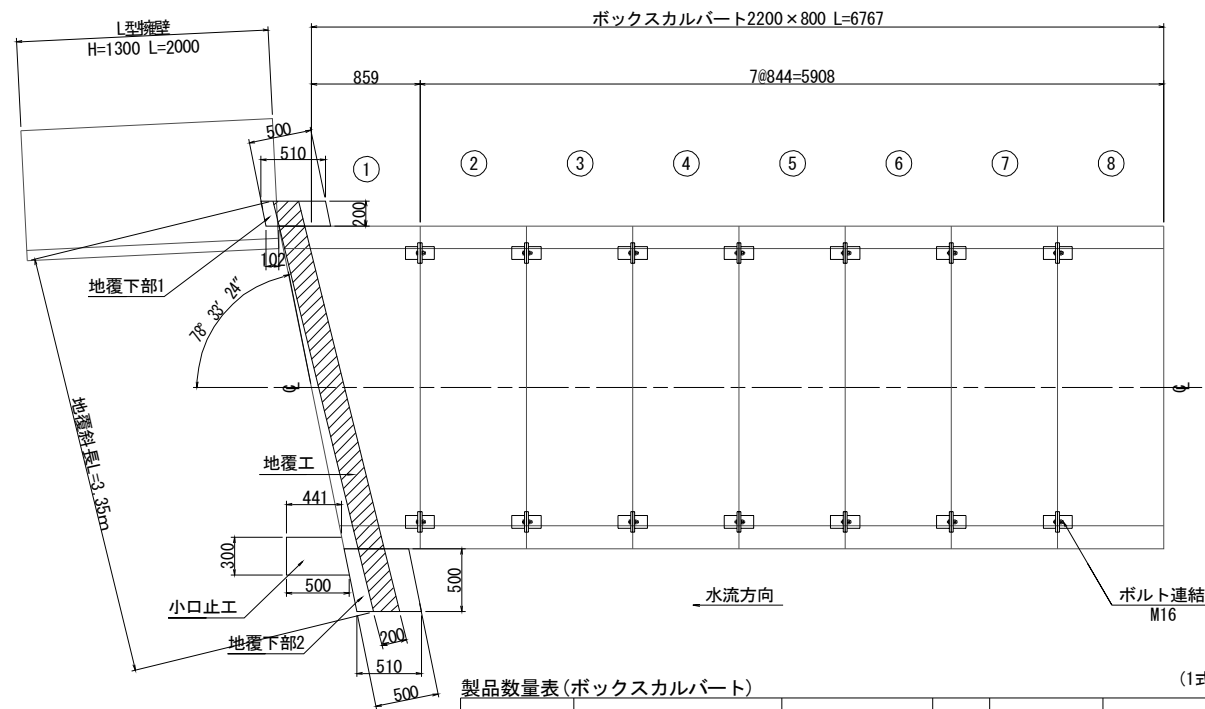 ボックスカルバート2200×800 L=6767
L型擁壁
H=1300 L=2000
859
7@844=5908
500
510
①
②
③
④
⑤
⑥
⑦
⑧
200
102
地覆下部1
78° 33′ 24″
CL
CL
地覆斜長L=3.35m
地覆工
441
300
500
500
小口止工
水流方向
ボルト連結
M16
地覆下部2
200
510
500
製品数量表(ボックスカルバート)
(1式